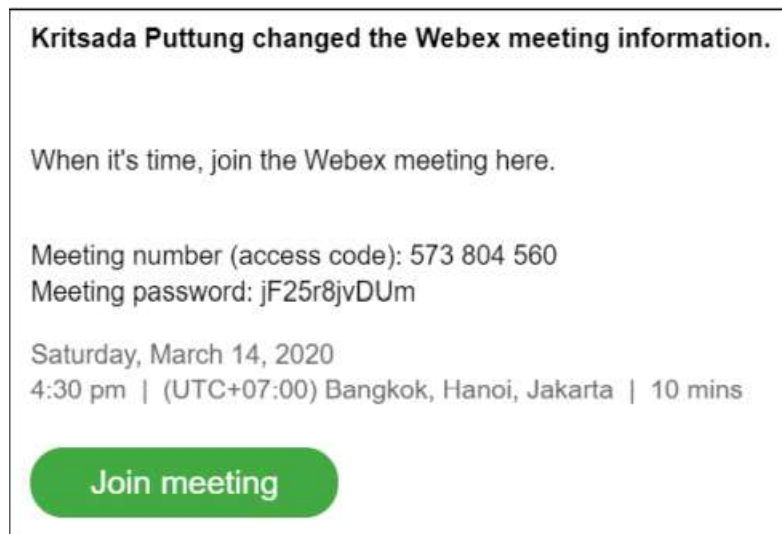 Kritsada Puttung changed the Webex meeting information.
When it's time, join the Webex meeting here.
Meeting number (access code): 573 804 560
Meeting password: jF25r8jvDUm
Saturday, March 14, 2020
4:30 pm | (UTC+07:00) Bangkok, Hanoi, Jakarta | 10 mins
Join meeting